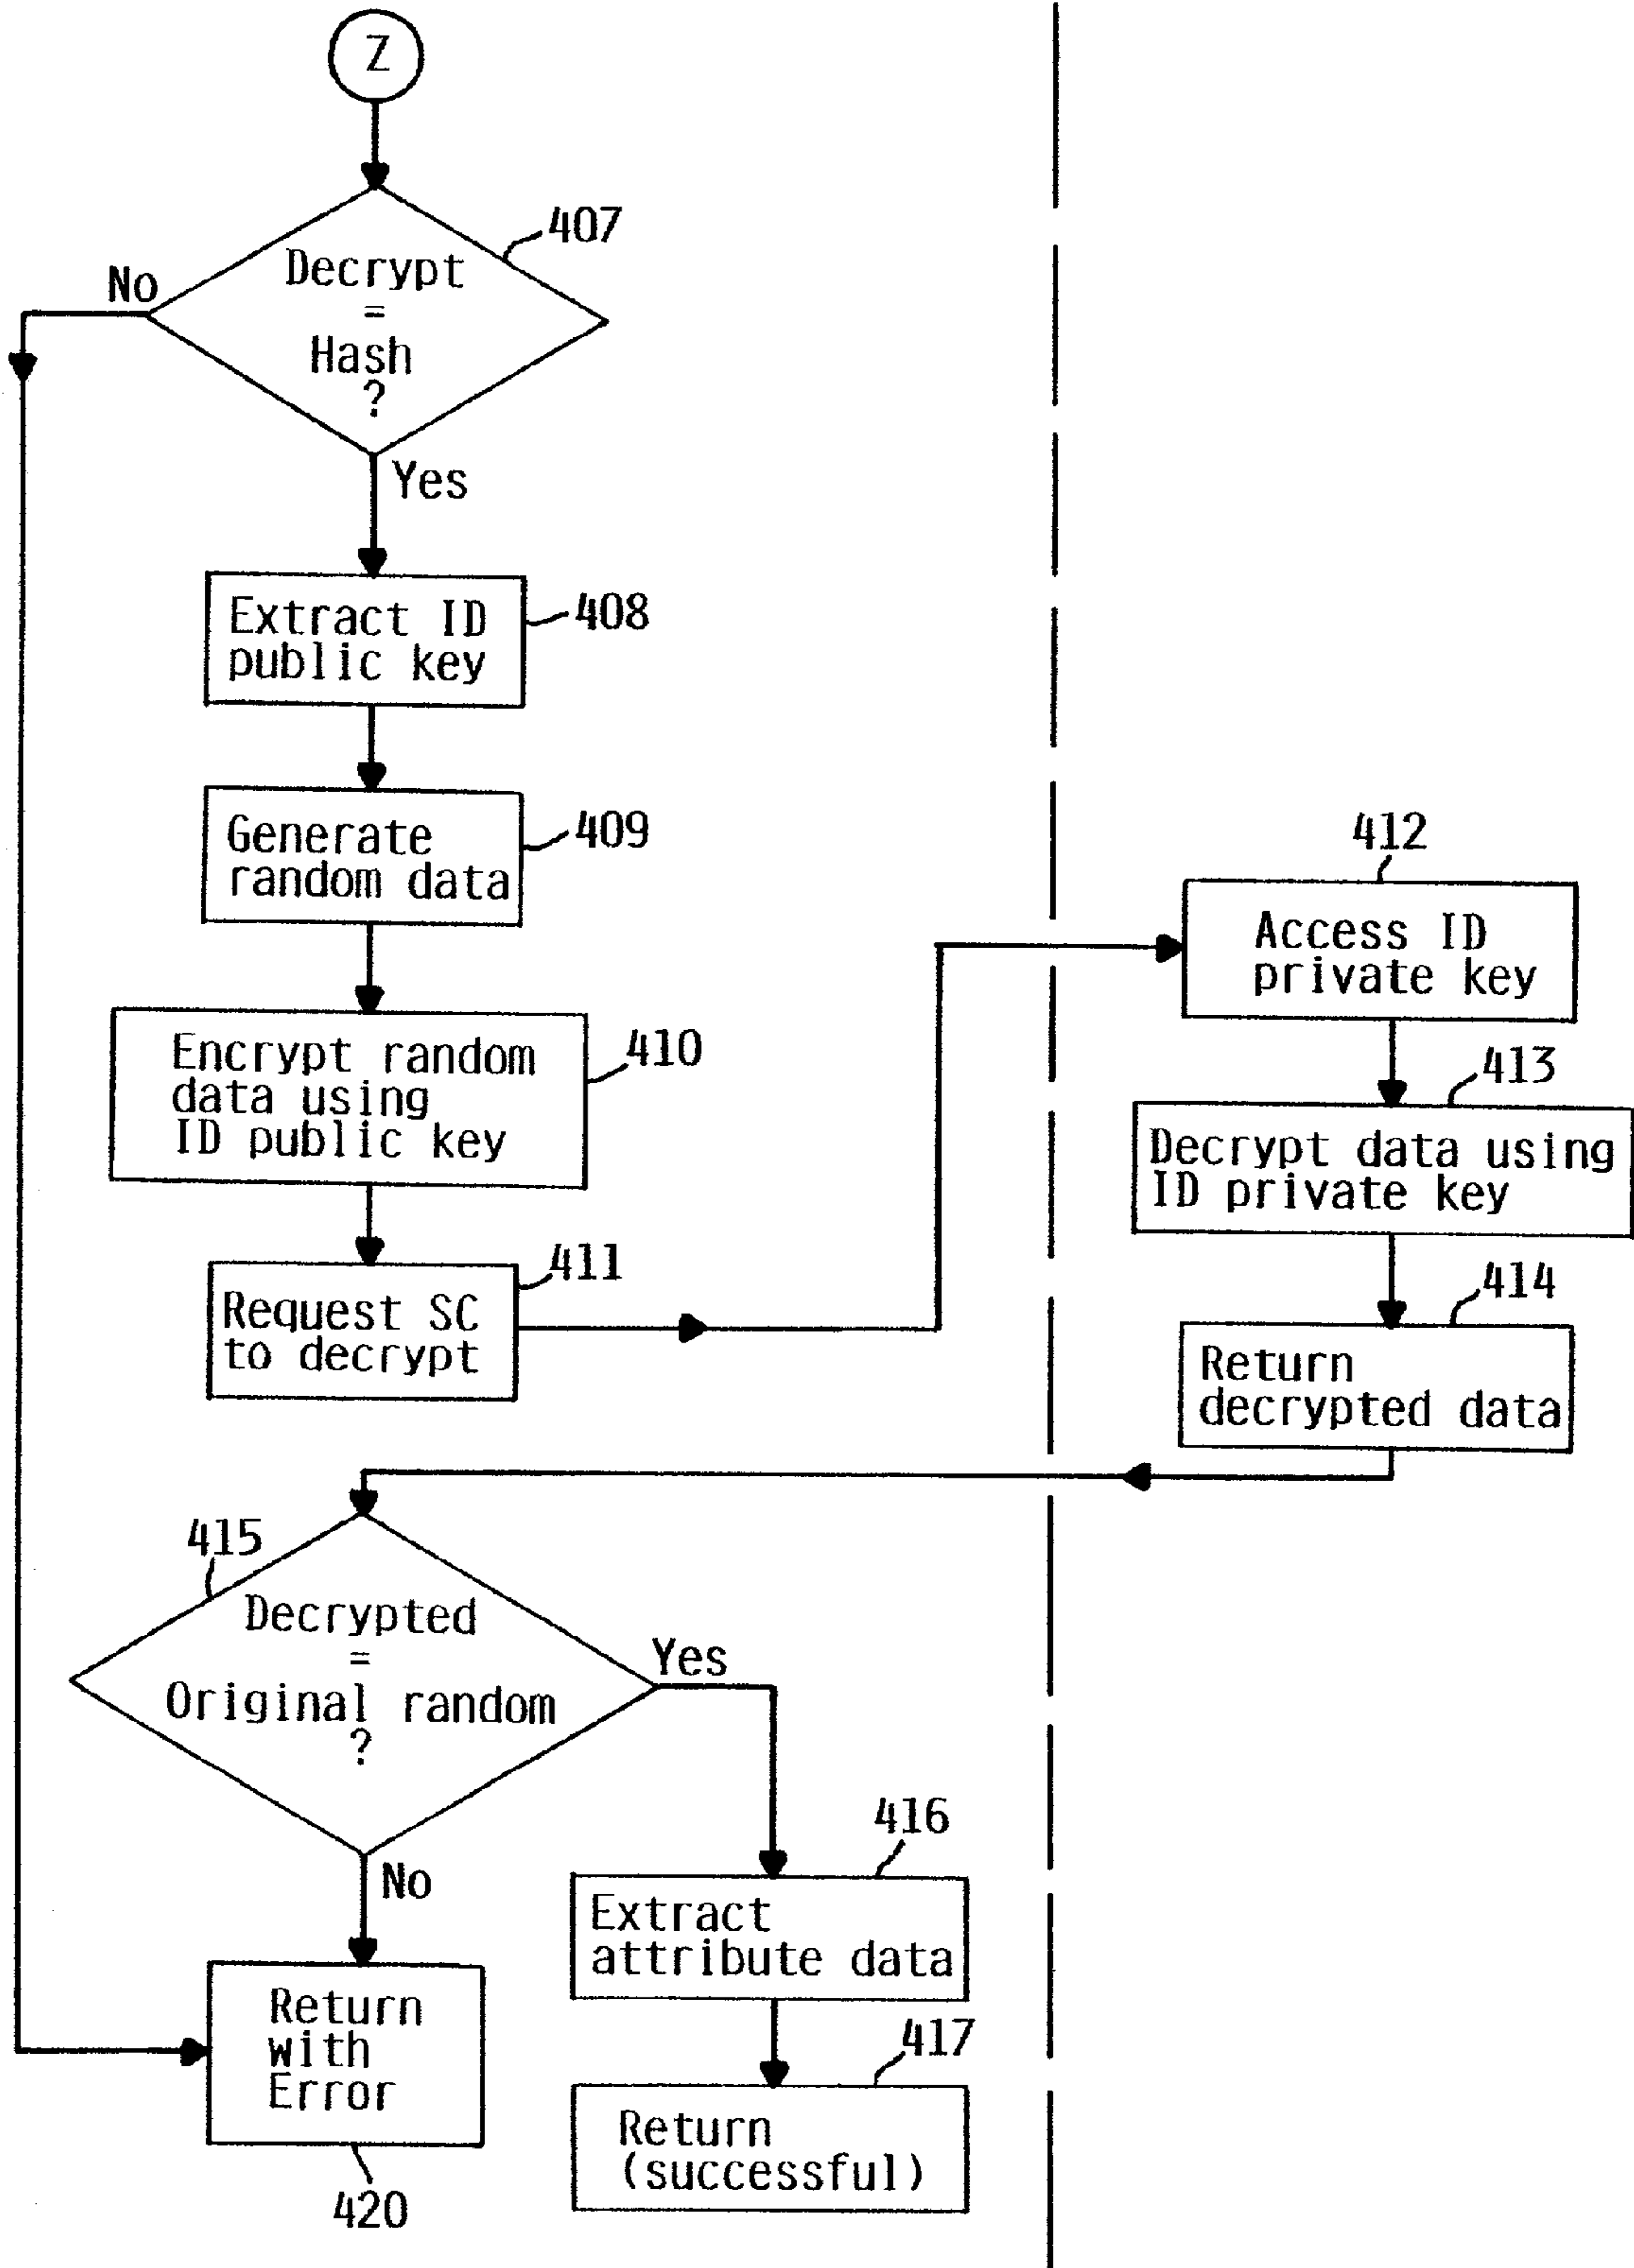 Z
407
Decrypt
=
Hash
?
No
Yes
Extract ID
public key
408
Generate
random data
409
Encrypt random
data using
ID public key
410
Request SC
to decrypt
411
412
Access ID
private key
413
Decrypt data using
ID private key
414
Return
decrypted data
415
Decrypted
=
Original random
?
Yes
No
416
Extract
attribute data
417
Return
(successful)
Return
with
Error
420